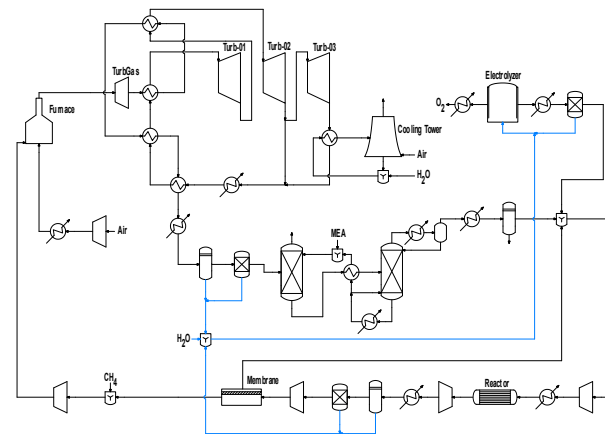 Turb-01
Turb-02
Turb-03
TurbGas
Furnace
Electrolyzer
O2
Cooling Tower
Air
H2O
Air
MEA
H2O
CH4
Membrane
Reactor